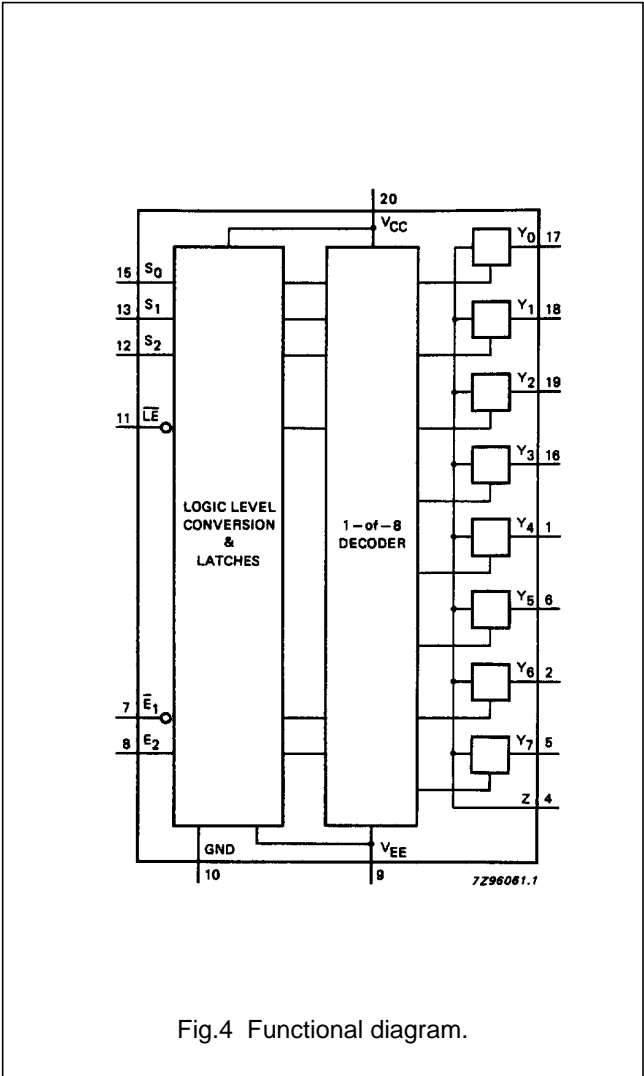 20
VCC
15 S0
13 S1
12 S2
11 L̅E̅
7 E̅1
8 E2
LOGIC LEVEL
CONVERSION
&
LATCHES
1–of–8
DECODER
Y0 17
Y1 18
Y2 19
Y3 16
Y4 1
Y5 6
Y6 2
Y7 5
Z 4
GND
10
VEE
9
7Z96061.1
Fig.4 Functional diagram.